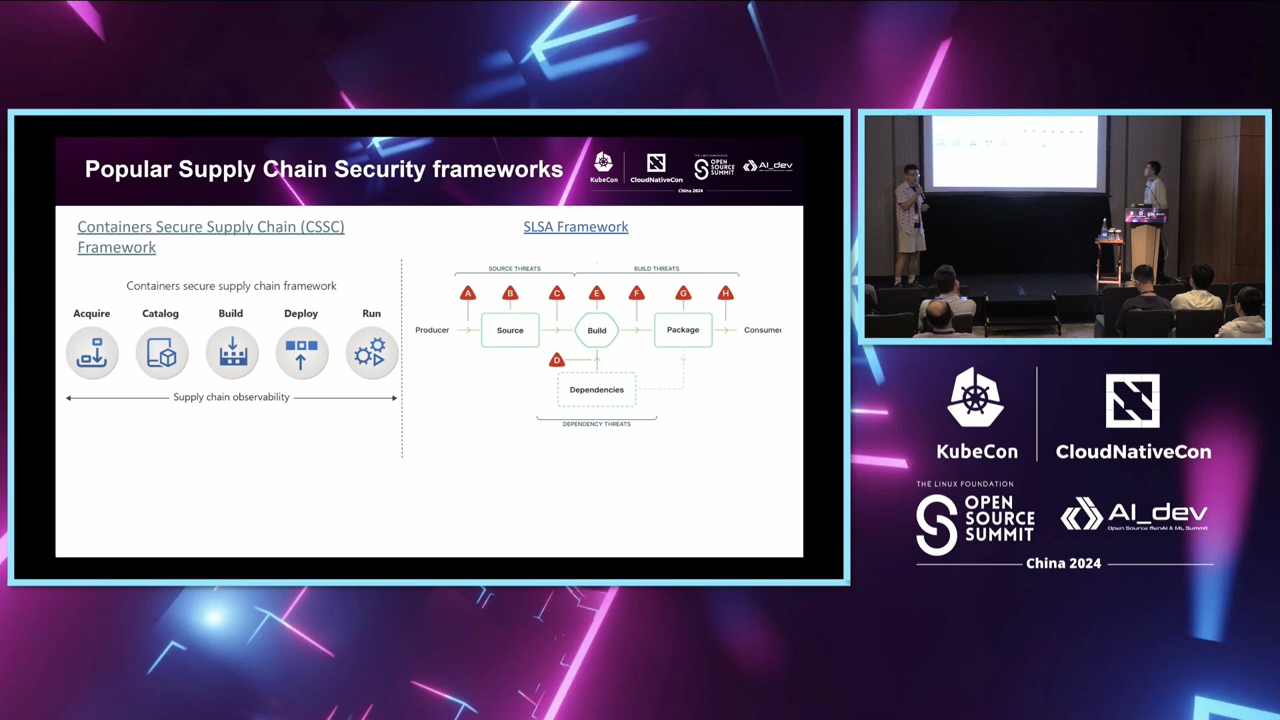 Popular Supply Chain Security frameworks
KubeCon
CloudNativeCon
THE LINUX FOUNDATION
OPEN
SOURCE
SUMMIT
AI_dev
China 2024
Containers Secure Supply Chain (CSSC)
Framework
Containers secure supply chain framework
Acquire Catalog Build Deploy Run
Supply chain observability
SLSA Framework
SOURCE THREATS BUILD THREATS
A B C E F G H
Producer Source Build Package Consumer
D
Dependencies
DEPENDENCY THREATS
KubeCon
CloudNativeCon
THE LINUX FOUNDATION
OPEN
SOURCE
SUMMIT
AI_dev
Open Source GenAI & ML Summit
China 2024